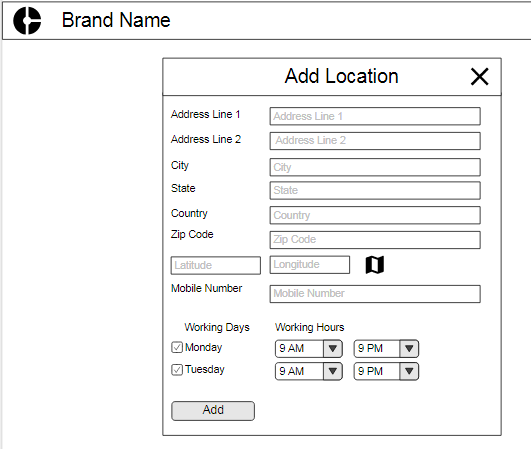 Brand Name
Add Location
Address Line 1 Address Line 1
Address Line 2 Address Line 2
City City
State State
Country Country
Zip Code Zip Code
Latitude Longitude
Mobile Number Mobile Number
Working Days Working Hours
Monday 9 AM 9 PM
Tuesday 9 AM 9 PM
Add